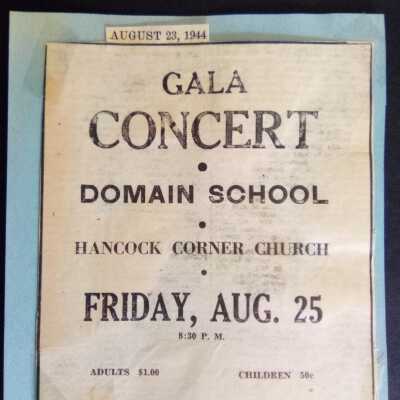 AUGUST 23, 1944
GALA
CONCERT
•
DOMAIN SCHOOL
•
HANCOCK CORNER CHURCH
•
FRIDAY, AUG. 25
8:30 P. M.
ADULTS $1.00 CHILDREN 50c